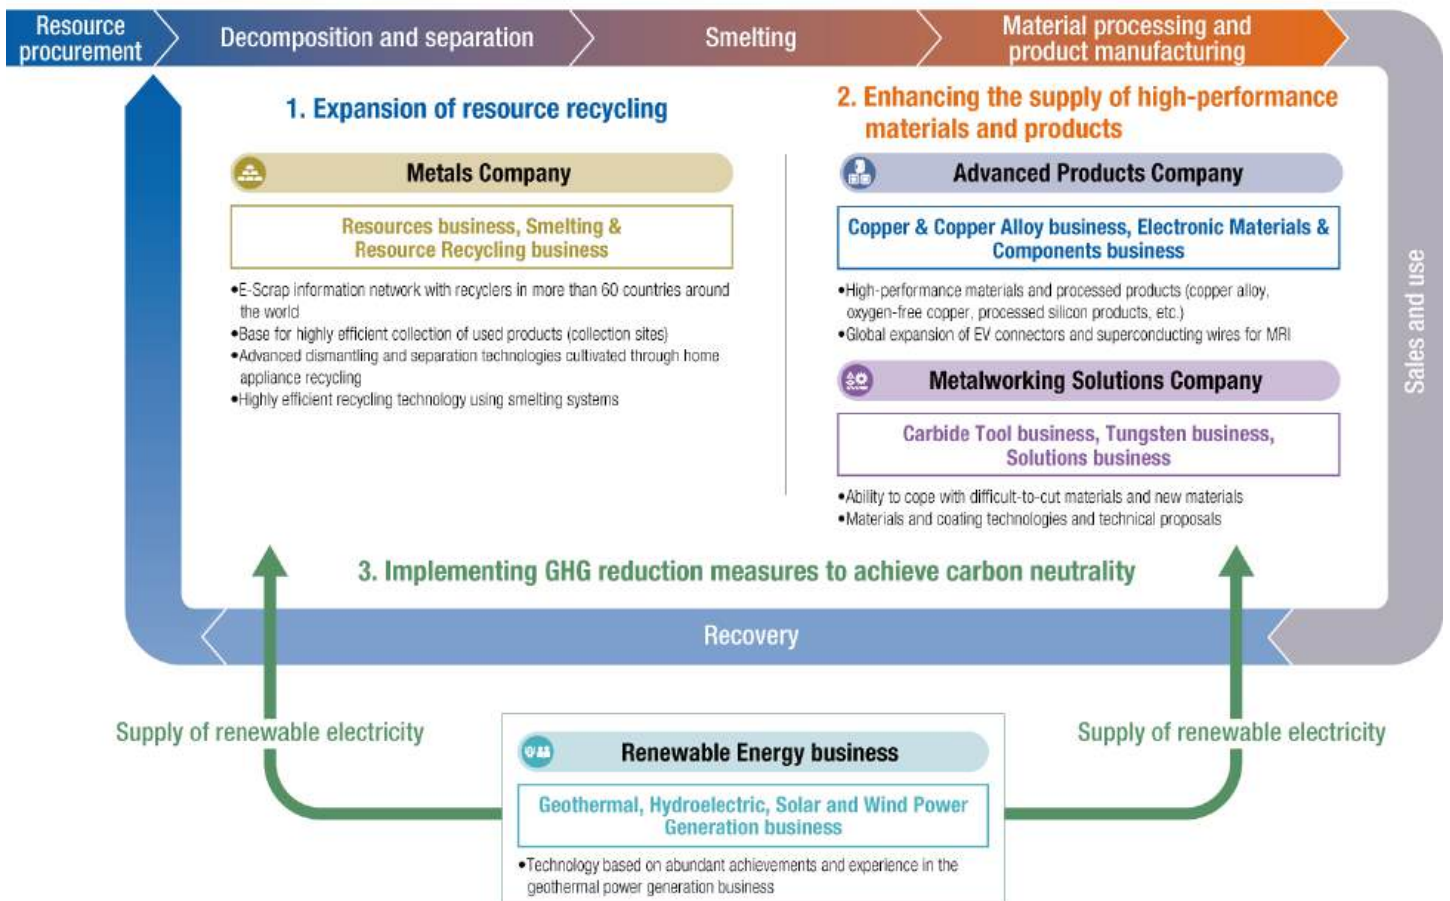 Resource
procurement
Decomposition and separation
Smelting
Material processing and
product manufacturing
1. Expansion of resource recycling
Metals Company
Resources business, Smelting &
Resource Recycling business
•E-Scrap information network with recyclers in more than 60 countries around
the world
•Base for highly efficient collection of used products (collection sites)
•Advanced dismantling and separation technologies cultivated through home
appliance recycling
•Highly efficient recycling technology using smelting systems
2. Enhancing the supply of high-performance
materials and products
Advanced Products Company
Copper & Copper Alloy business, Electronic Materials &
Components business
•High-performance materials and processed products (copper alloy,
oxygen-free copper, processed silicon products, etc.)
•Global expansion of EV connectors and superconducting wires for MRI
Metalworking Solutions Company
Carbide Tool business, Tungsten business,
Solutions business
•Ability to cope with difficult-to-cut materials and new materials
•Materials and coating technologies and technical proposals
Sales and use
3. Implementing GHG reduction measures to achieve carbon neutrality
Recovery
Supply of renewable electricity
Supply of renewable electricity
Renewable Energy business
Geothermal, Hydroelectric, Solar and Wind Power
Generation business
•Technology based on abundant achievements and experience in the
geothermal power generation business